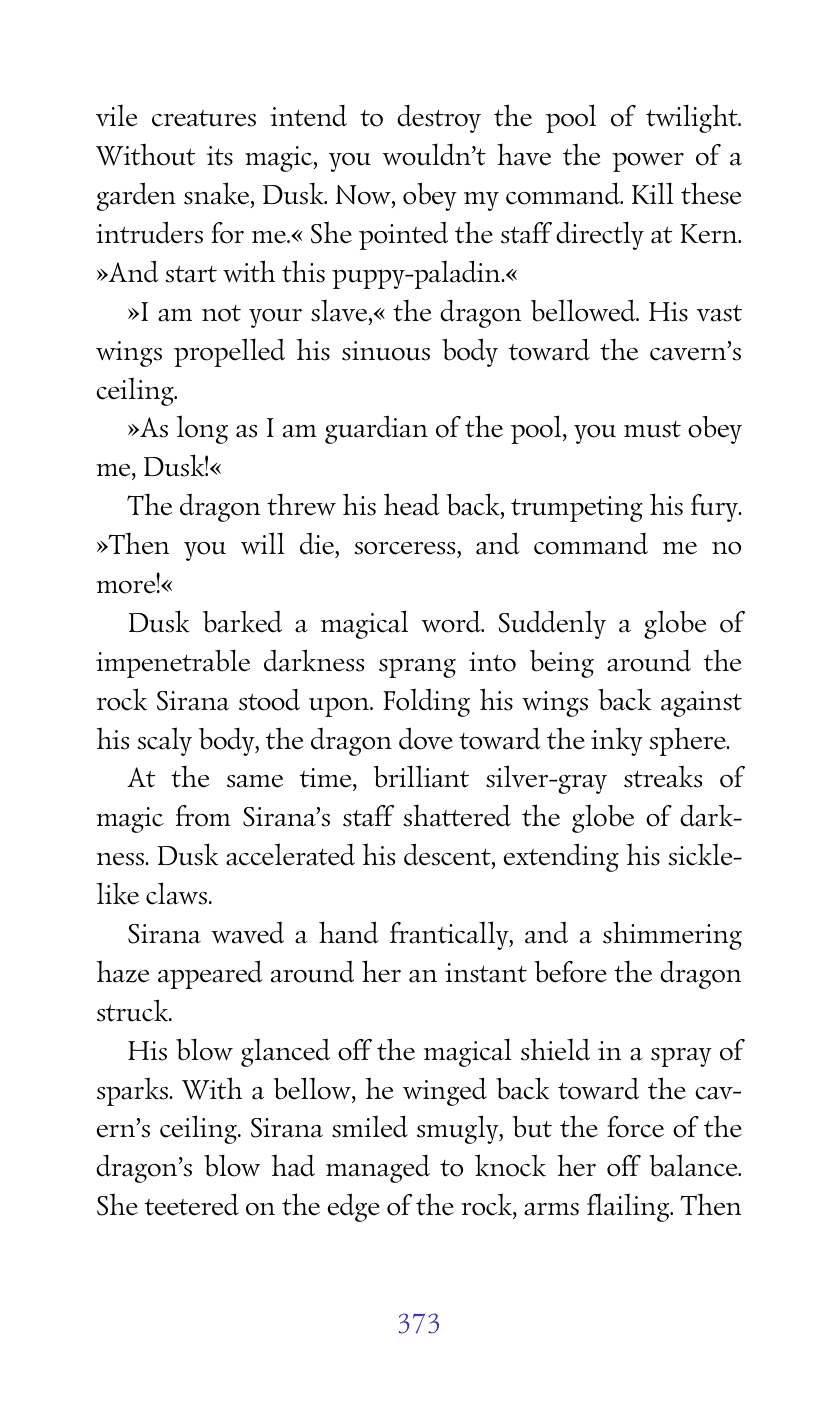 vile creatures intend to destroy the pool of twilight.
Without its magic, you wouldn’t have the power of a
garden snake, Dusk. Now, obey my command. Kill these
intruders for me.« She pointed the staff directly at Kern.
»And start with this puppy-paladin.«
»I am not your slave,« the dragon bellowed. His vast
wings propelled his sinuous body toward the cavern’s
ceiling.
»As long as I am guardian of the pool, you must obey
me, Dusk!«
The dragon threw his head back, trumpeting his fury.
»Then you will die, sorceress, and command me no
more!«
Dusk barked a magical word. Suddenly a globe of
impenetrable darkness sprang into being around the
rock Sirana stood upon. Folding his wings back against
his scaly body, the dragon dove toward the inky sphere.
At the same time, brilliant silver-gray streaks of
magic from Sirana’s staff shattered the globe of dark-
ness. Dusk accelerated his descent, extending his sickle-
like claws.
Sirana waved a hand frantically, and a shimmering
haze appeared around her an instant before the dragon
struck.
His blow glanced off the magical shield in a spray of
sparks. With a bellow, he winged back toward the cav-
ern’s ceiling. Sirana smiled smugly, but the force of the
dragon’s blow had managed to knock her off balance.
She teetered on the edge of the rock, arms flailing. Then
373